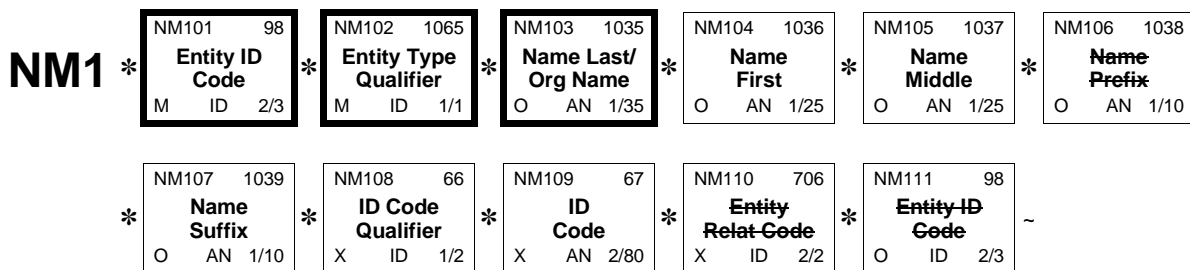 NM101 98 NM102 1065 NM103 1035 NM104 1036 NM105 1037 NM106 1038
NM1 * Entity ID Code * Entity Type Qualifier * Name Last/ Org Name * Name First * Name Middle * Name Prefix
M ID 2/3 M ID 1/1 O AN 1/35 O AN 1/25 O AN 1/25 O AN 1/10
NM107 1039 NM108 66 NM109 67 NM110 706 NM111 98
* Name Suffix * ID Code Qualifier * ID Code * Entity Relat Code * Entity ID Code ~
O AN 1/10 X ID 1/2 X AN 2/80 X ID 2/2 O ID 2/3